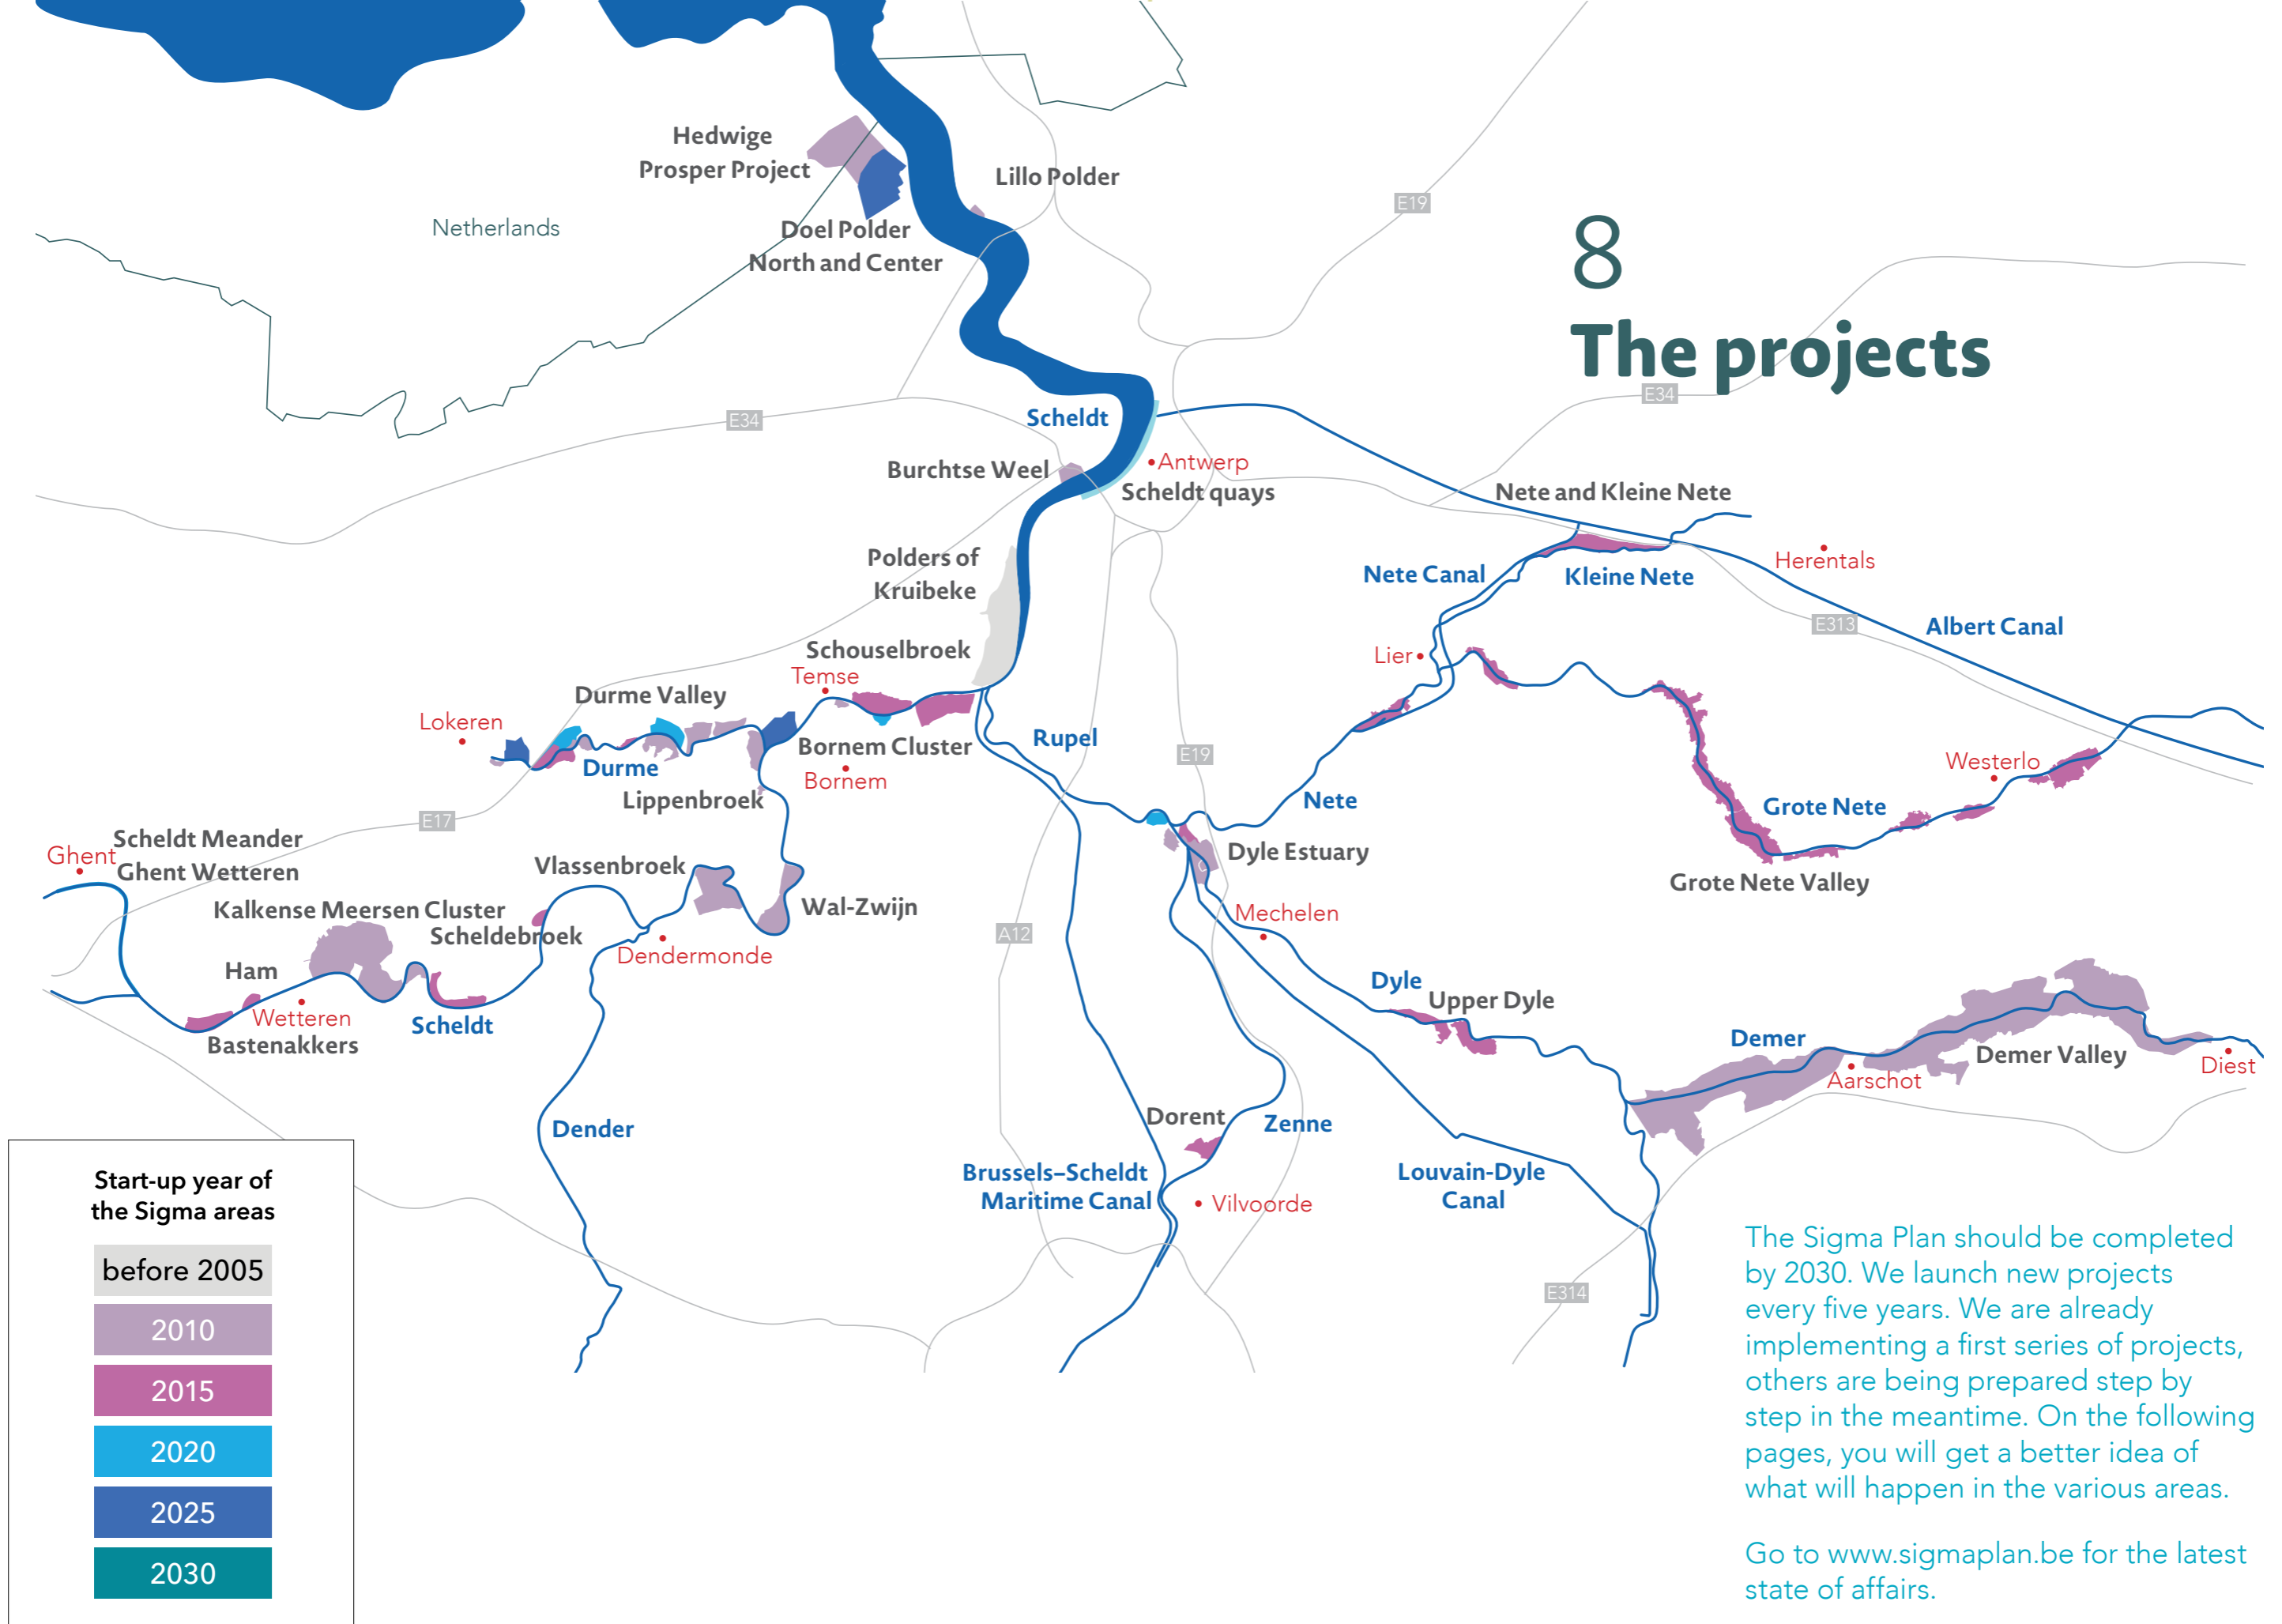 Hedwige
Prosper Project
Lillo Polder
Netherlands
Doel Polder
North and Center
E19
8
The projects
E34
E34
Scheldt
Burchtse Weel
Antwerp
Scheldt quays
Nete and Kleine Nete
Polders of
Kruibeke
Nete Canal
Kleine Nete
Herentals
E313
Albert Canal
Schouselbroek
Temse
Lier
Durme Valley
Lokeren
Durme
Bornem Cluster
Bornem
Rupel
E19
Westerlo
Lippenbroek
Nete
Grote Nete
E17
Scheldt Meander
Ghent Wetteren
Ghent
Vlassenbroek
Dyle Estuary
Grote Nete Valley
Kalkense Meersen Cluster
Scheldebroek
Wal-Zwijn
Mechelen
A12
Dendermonde
Ham
Wetteren
Bastenakkers
Scheldt
Dyle
Upper Dyle
Demer
Demer Valley
Aarschot
Diest
Dender
Dorent
Zenne
Brussels–Scheldt
Maritime Canal
Vilvoorde
Louvain-Dyle
Canal
E314
Start-up year of
the Sigma areas
before 2005
2010
2015
2020
2025
2030
The Sigma Plan should be completed
by 2030. We launch new projects
every five years. We are already
implementing a first series of projects,
others are being prepared step by
step in the meantime. On the following
pages, you will get a better idea of
what will happen in the various areas.
Go to www.sigmaplan.be for the latest
state of affairs.